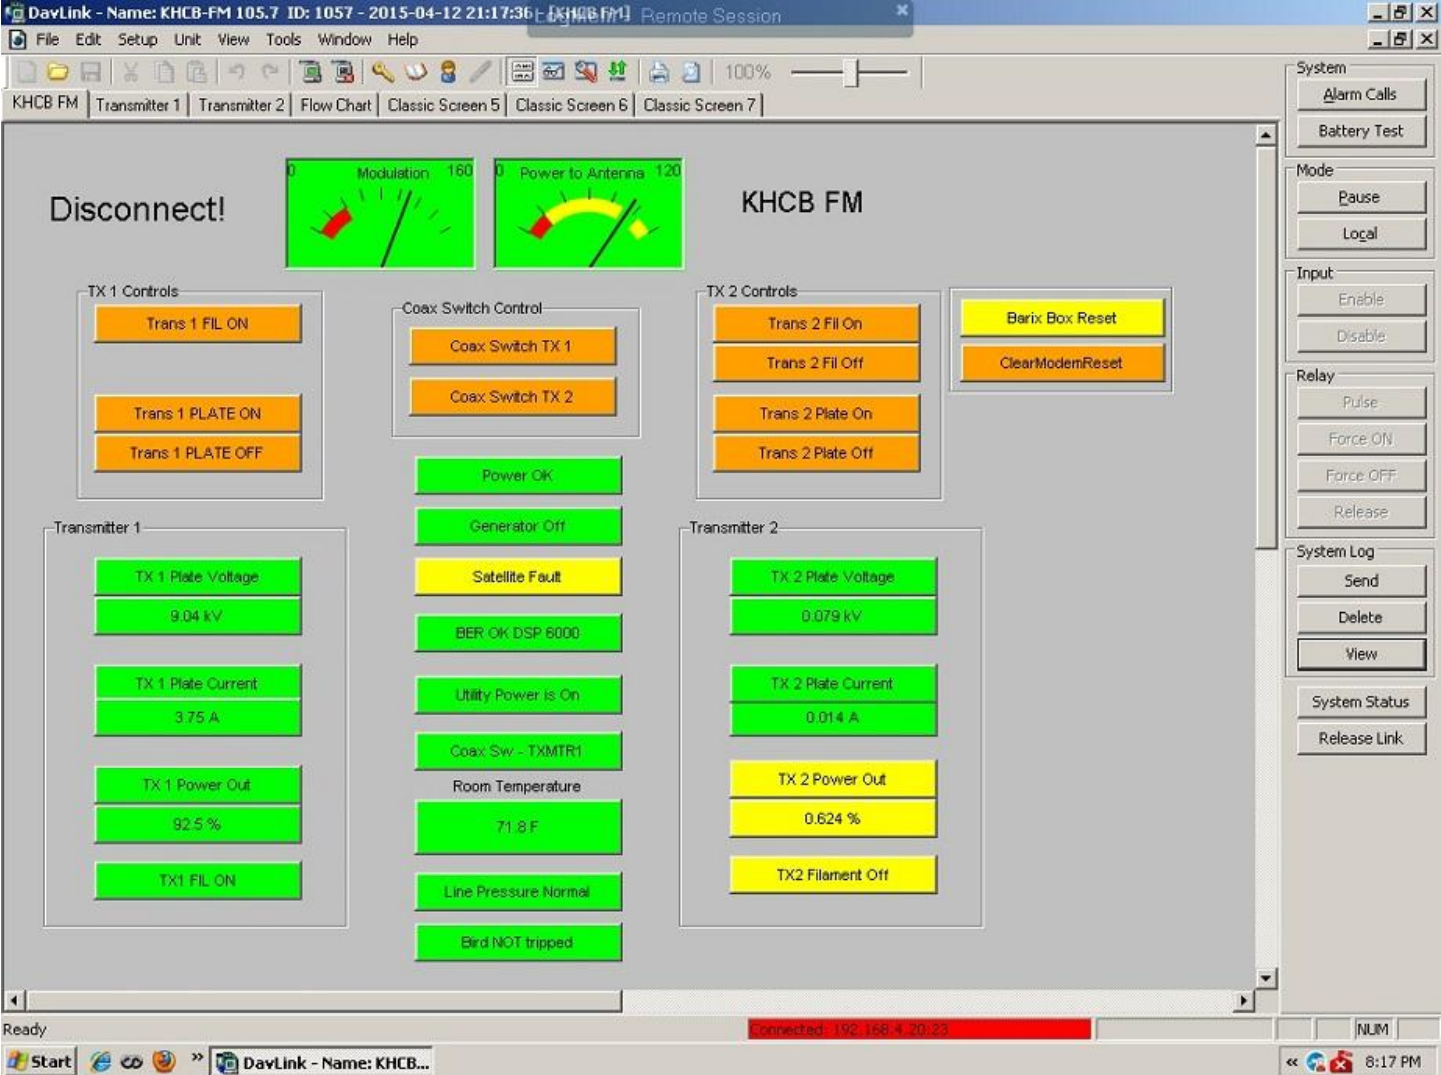 DavLink - Name: KHCB-FM 105.7 ID: 1057 - 2015-04-12 21:17:36 [KHCB FM]
Remote Session
File Edit Setup Unit View Tools Window Help
100%
KHCB FM Transmitter 1 Transmitter 2 Flow Chart Classic Screen 5 Classic Screen 6 Classic Screen 7
Disconnect!
0 Modulation 160
0 Power to Antenna 120
KHCB FM
TX 1 Controls
Trans 1 FIL ON
Trans 1 PLATE ON
Trans 1 PLATE OFF
Coax Switch Control
Coax Switch TX 1
Coax Switch TX 2
TX 2 Controls
Trans 2 Fil On
Trans 2 Fil Off
Trans 2 Plate On
Trans 2 Plate Off
Barix Box Reset
ClearModemReset
Transmitter 1
TX 1 Plate Voltage
9.04 kV
TX 1 Plate Current
3.75 A
TX 1 Power Out
92.5 %
TX1 FIL ON
Power OK
Generator Off
Satellite Fault
BER OK DSP 6000
Utility Power is On
Coax Sw - TXMTR1
Room Temperature
71.8 F
Line Pressure Normal
Bird NOT tripped
Transmitter 2
TX 2 Plate Voltage
0.079 kV
TX 2 Plate Current
0.014 A
TX 2 Power Out
0.624 %
TX2 Filament Off
System
Alarm Calls
Battery Test
Mode
Pause
Local
Input
Enable
Disable
Relay
Pulse
Force ON
Force OFF
Release
System Log
Send
Delete
View
System Status
Release Link
Ready
Connected: 192.168.4.20:23
NUM
Start
DavLink - Name: KHCB...
8:17 PM